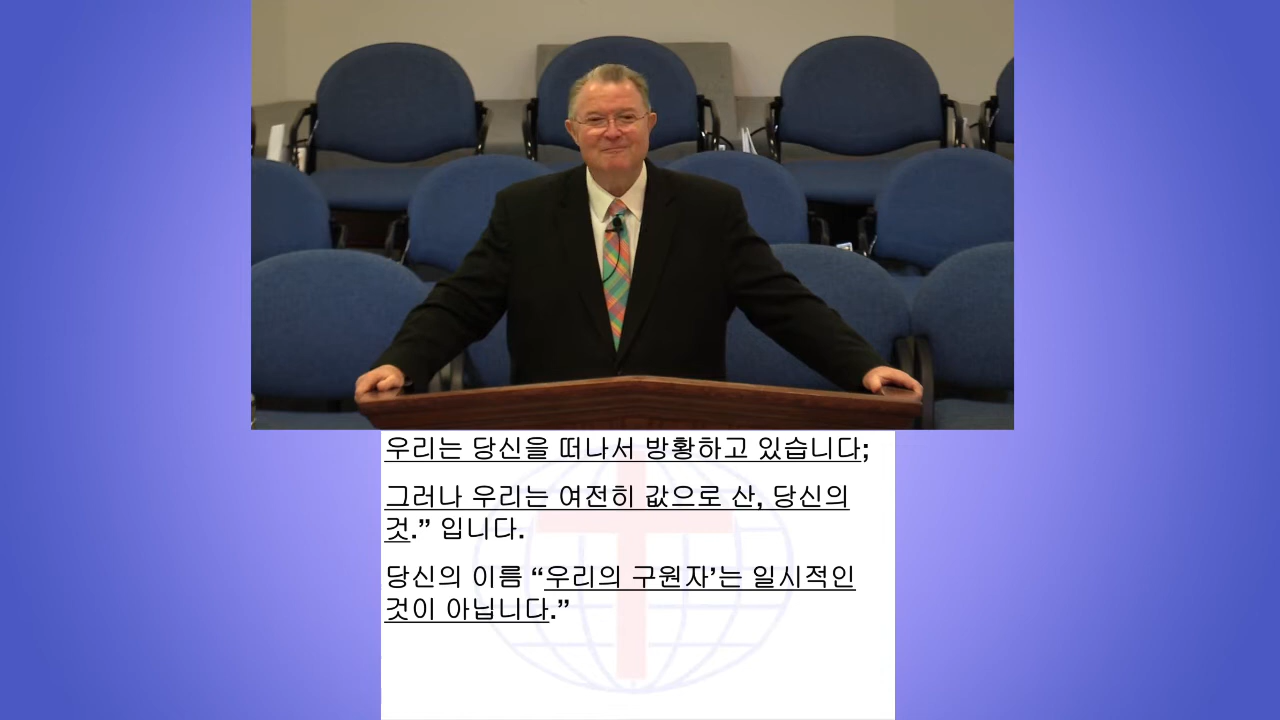 우리는 당신을 떠나서 방황하고 있습니다;
그러나 우리는 여전히 값으로 산, 당신의
것.” 입니다.
당신의 이름 “우리의 구원자’는 일시적인
것이 아닙니다.”